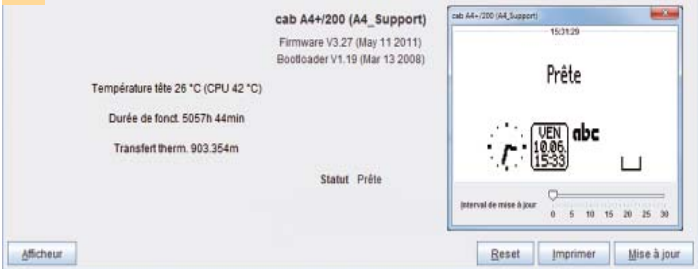 cab A4+/200 (A4_Support)
Firmware V3.27 (May 11 2011)
Bootloader V1.19 (Mar 13 2008)
Température tête 26 °C (CPU 42 °C)
Durée de fonct. 5057h 44min
Transfert therm. 903.354m
Statut Prête
cab A4+/200 (A4_Support)
15:31:29
Prête
VEN
10.06.
15:33
abc
Interval de mise à jour
0 5 10 15 20 25 30
Afficheur
Reset
Imprimer
Mise à jour